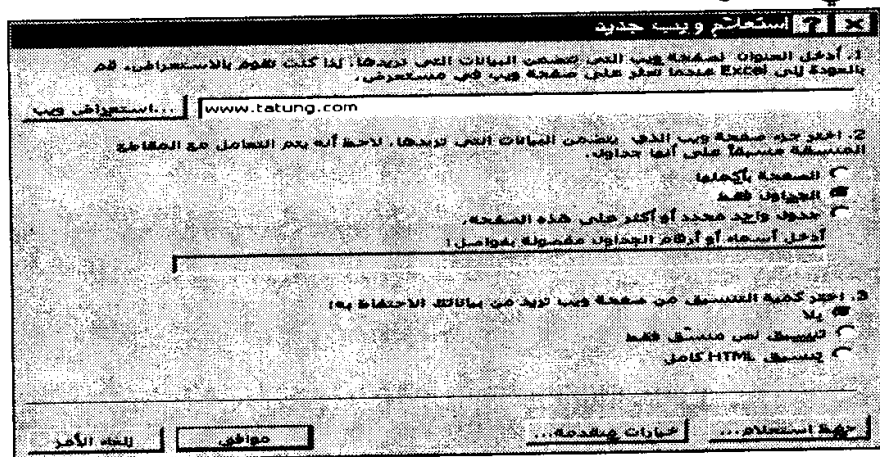 استعلام ويب جديد
1. أدخل العنوان لصفحة ويب التي تتضمن البيانات التي تريدها. إذا كنت تقوم بالاستعراض، قم
بالعودة إلى Excel عندما تعثر على صفحة ويب في مستعرض.
www.tatung.com
استعراض ويب...
2. اختر جزء صفحة ويب الذي يتضمن البيانات التي تريدها. لاحظ أنه يتم التعامل مع المقاطع
المنسقة مسبقاً على أنها جداول.
الصفحة بأكملها
الجداول فقط
جدول واحد محدد أو أكثر على هذه الصفحة.
أدخل أسماء أو أرقام الجداول مفصولة بفواصل:
3. اختر كمية التنسيق من صفحة ويب تريد من بياناتك الاحتفاظ به:
بلا
تنسيق نص منسّق فقط
تنسيق HTML كامل
حفظ استعلام... خيارات متقدمة... موافق إلغاء الأمر